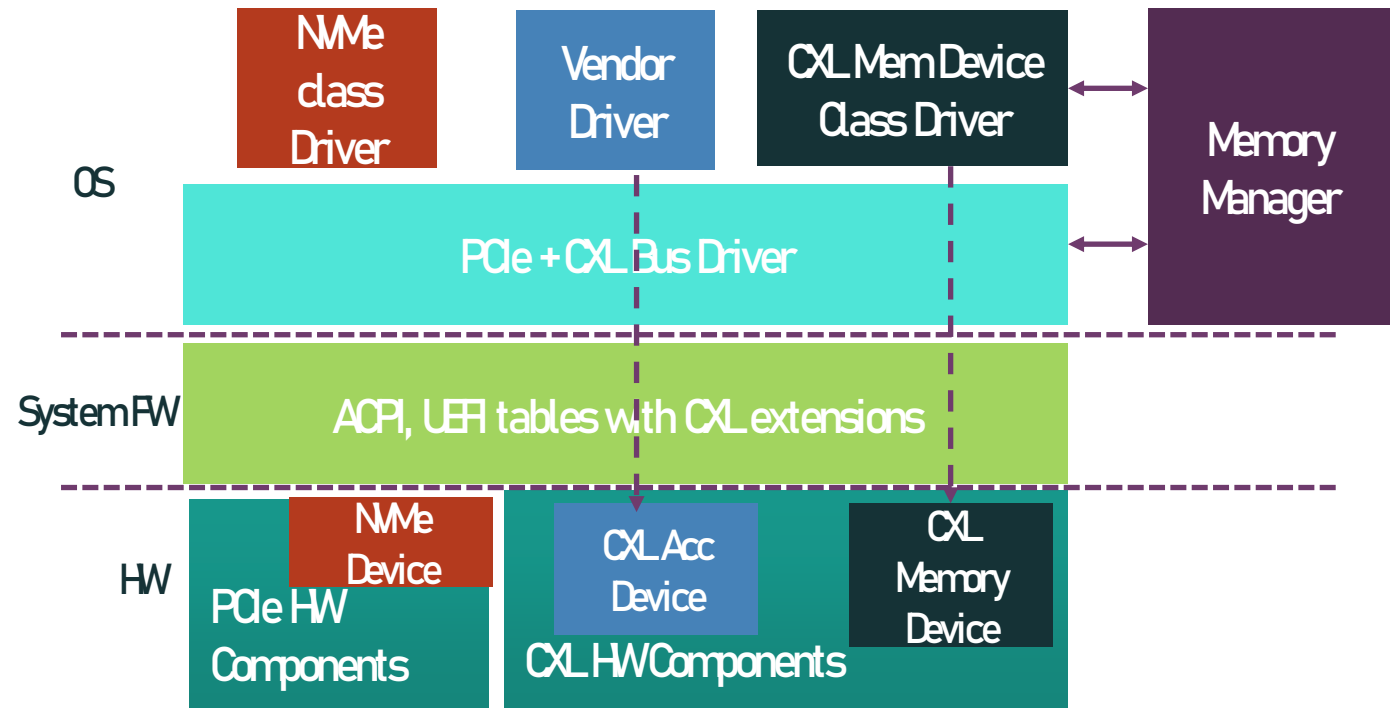 NVMe
class
Driver
Vendor
Driver
CXL Mem Device
Class Driver
Memory
Manager
OS
PCIe + CXL Bus Driver
System FW
ACPI, UEFI tables with CXL extensions
HW
NVMe
Device
PCIe HW
Components
CXL Acc
Device
CXL
Memory
Device
CXL HW Components